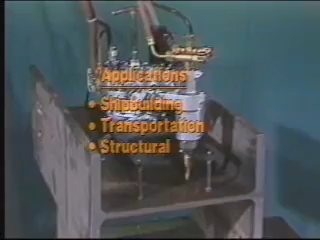 Applications
• Shipbuilding
• Transportation
• Structural